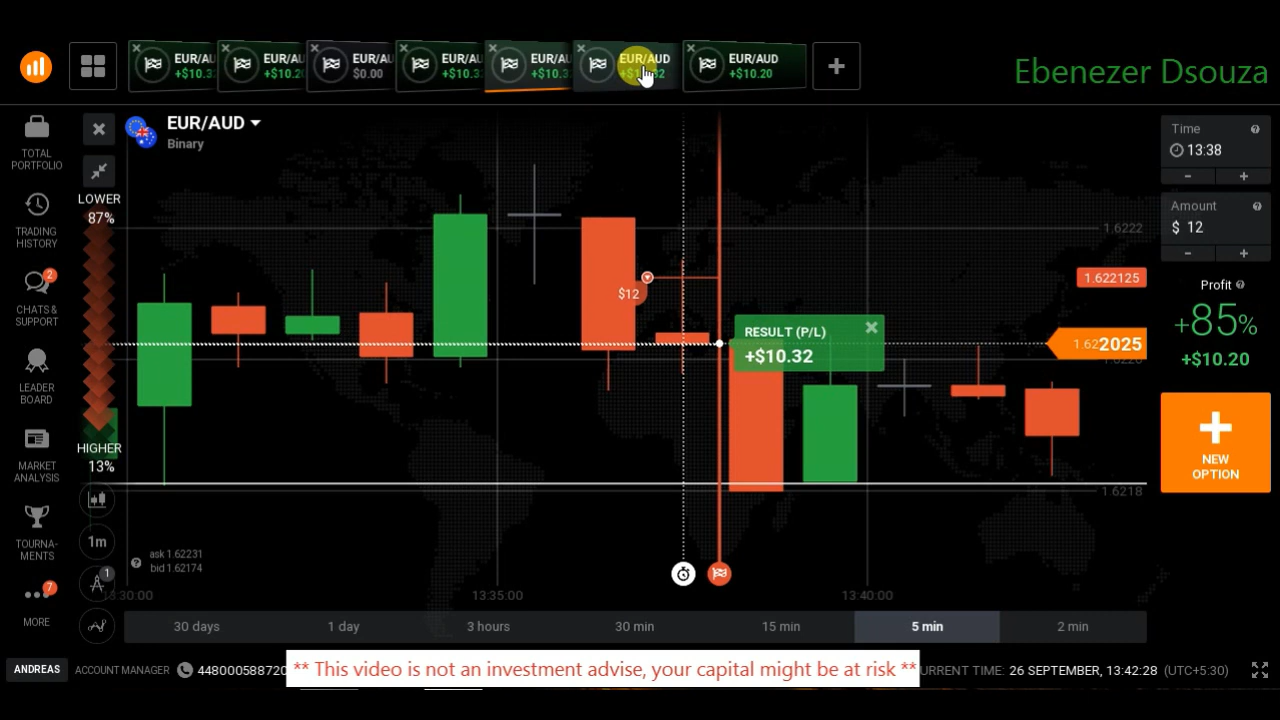 EUR/AU
+$10.3
EUR/AU
+$10.20
EUR/AU
$0.00
EUR/AU
+$10.3
EUR/AU
+$10.3
EUR/AUD
EUR/AUD
+$10.20
+
Ebenezer Dsouza
TOTAL
PORTFOLIO
TRADING
HISTORY
2
CHATS &
SUPPORT
LEADER
BOARD
MARKET
ANALYSIS
TOURNA-
MENTS
7
MORE
EUR/AUD
Binary
LOWER
87%
HIGHER
13%
1m
1
ask 1.62231
bid 1.62174
$12
RESULT (P/L)
+$10.32
1.6222
1.622125
1.622025
1.6218
:30:00
13:35:00
13:40:00
30 days
1 day
3 hours
30 min
15 min
5 min
2 min
Time
13:38
- +
Amount
$ 12
- +
Profit
+85%
+$10.20
NEW
OPTION
ANDREAS
ACCOUNT MANAGER
448000588720
** This video is not an investment advise, your capital might be at risk **
URRENT TIME: 26 SEPTEMBER, 13:42:28 (UTC+5:30)